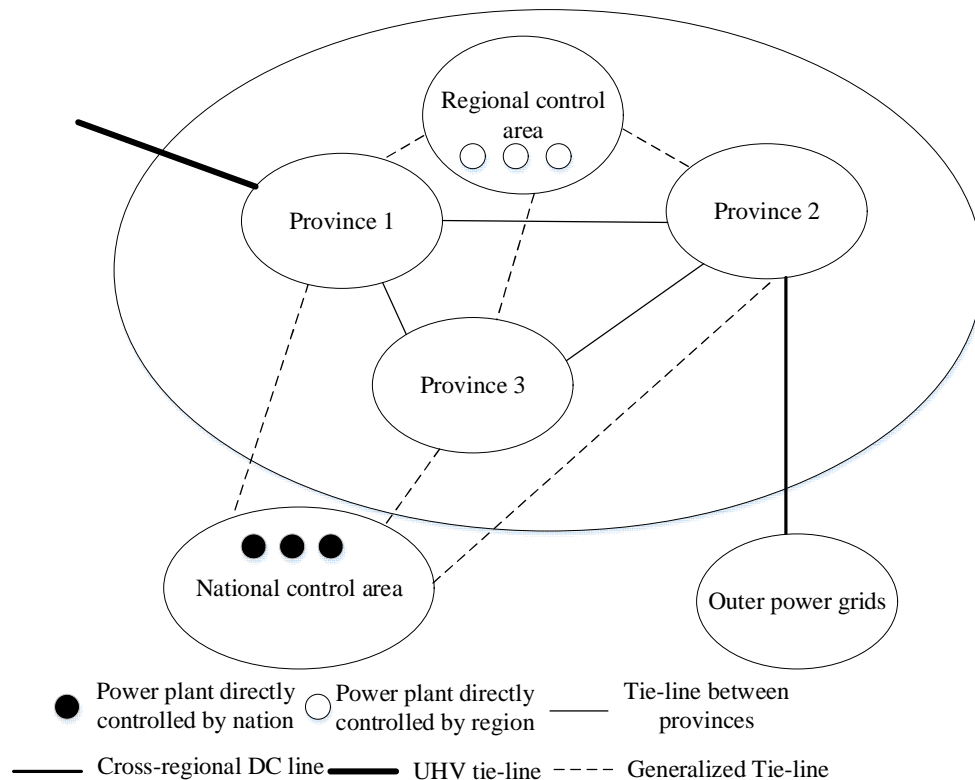 Regional control
area
Province 1
Province 2
Province 3
National control area
Outer power grids
Power plant directly
controlled by nation
Power plant directly
controlled by region
Tie-line between
provinces
Cross-regional DC line
UHV tie-line
Generalized Tie-line